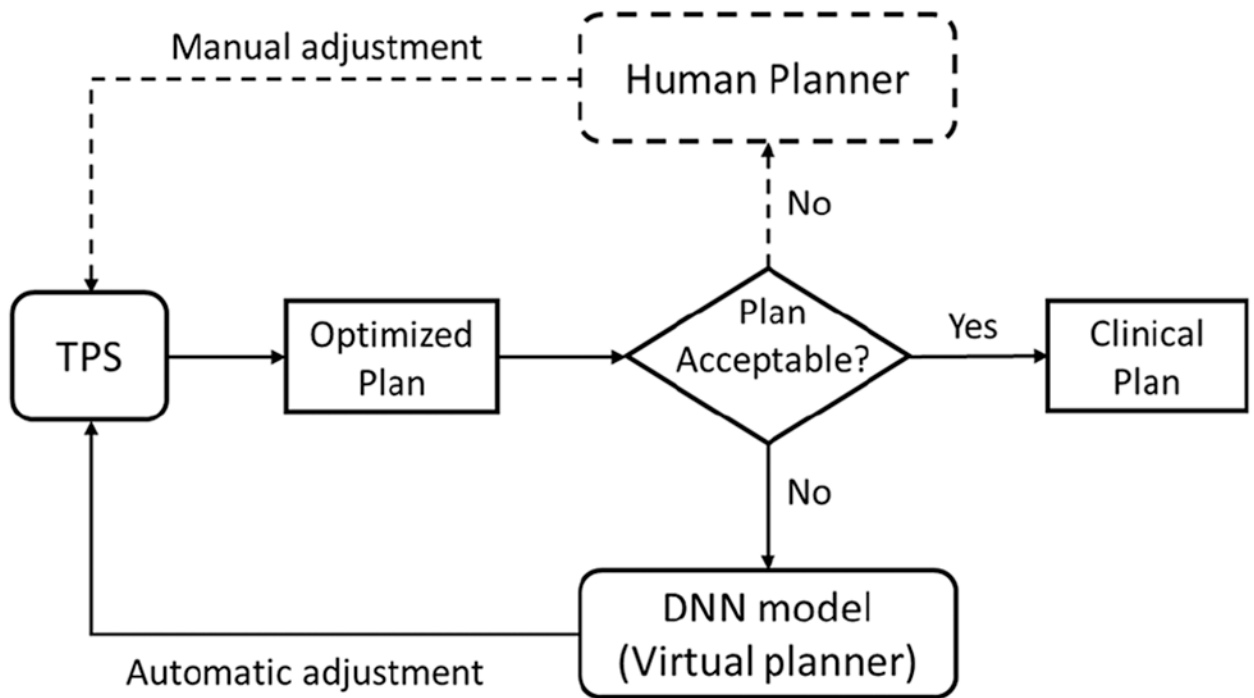 Manual adjustment
Human Planner
No
TPS
Optimized
Plan
Plan
Acceptable?
Yes
Clinical
Plan
No
DNN model
(Virtual planner)
Automatic adjustment